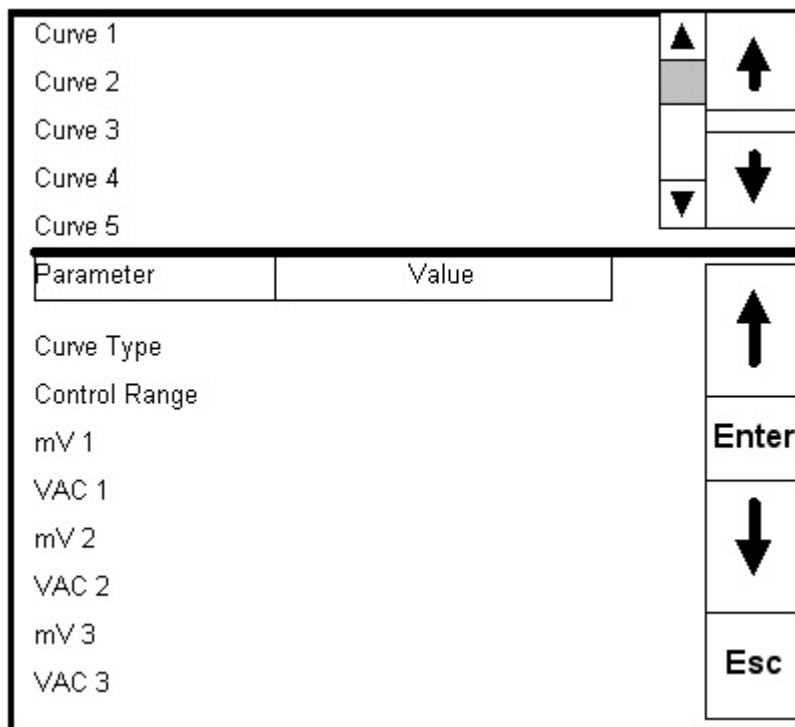 Curve 1
Curve 2
Curve 3
Curve 4
Curve 5
Parameter Value
Curve Type
Control Range
mV 1
Enter
VAC 1
mV 2
VAC 2
mV 3
Esc
VAC 3